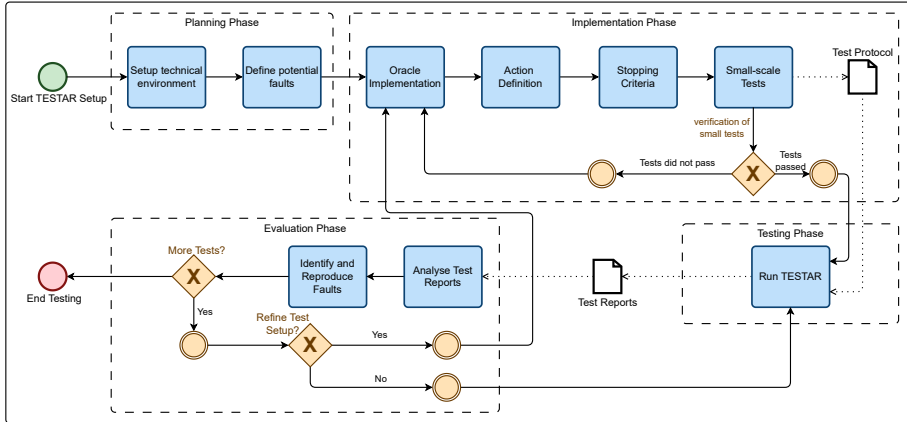 Planning Phase
Implementation Phase
Start TESTAR Setup
Setup technical
environment
Define potential
faults
Oracle
Implementation
Action
Definition
Stopping
Criteria
Small-scale
Tests
Test Protocol
verification of
small tests
Tests did not pass
X
Tests
passed
Evaluation Phase
Testing Phase
More Tests?
X
Identify and
Reproduce
Faults
Analyse Test
Reports
Test Reports
Run TESTAR
End Testing
Yes
Refine Test
Setup?
X
Yes
No